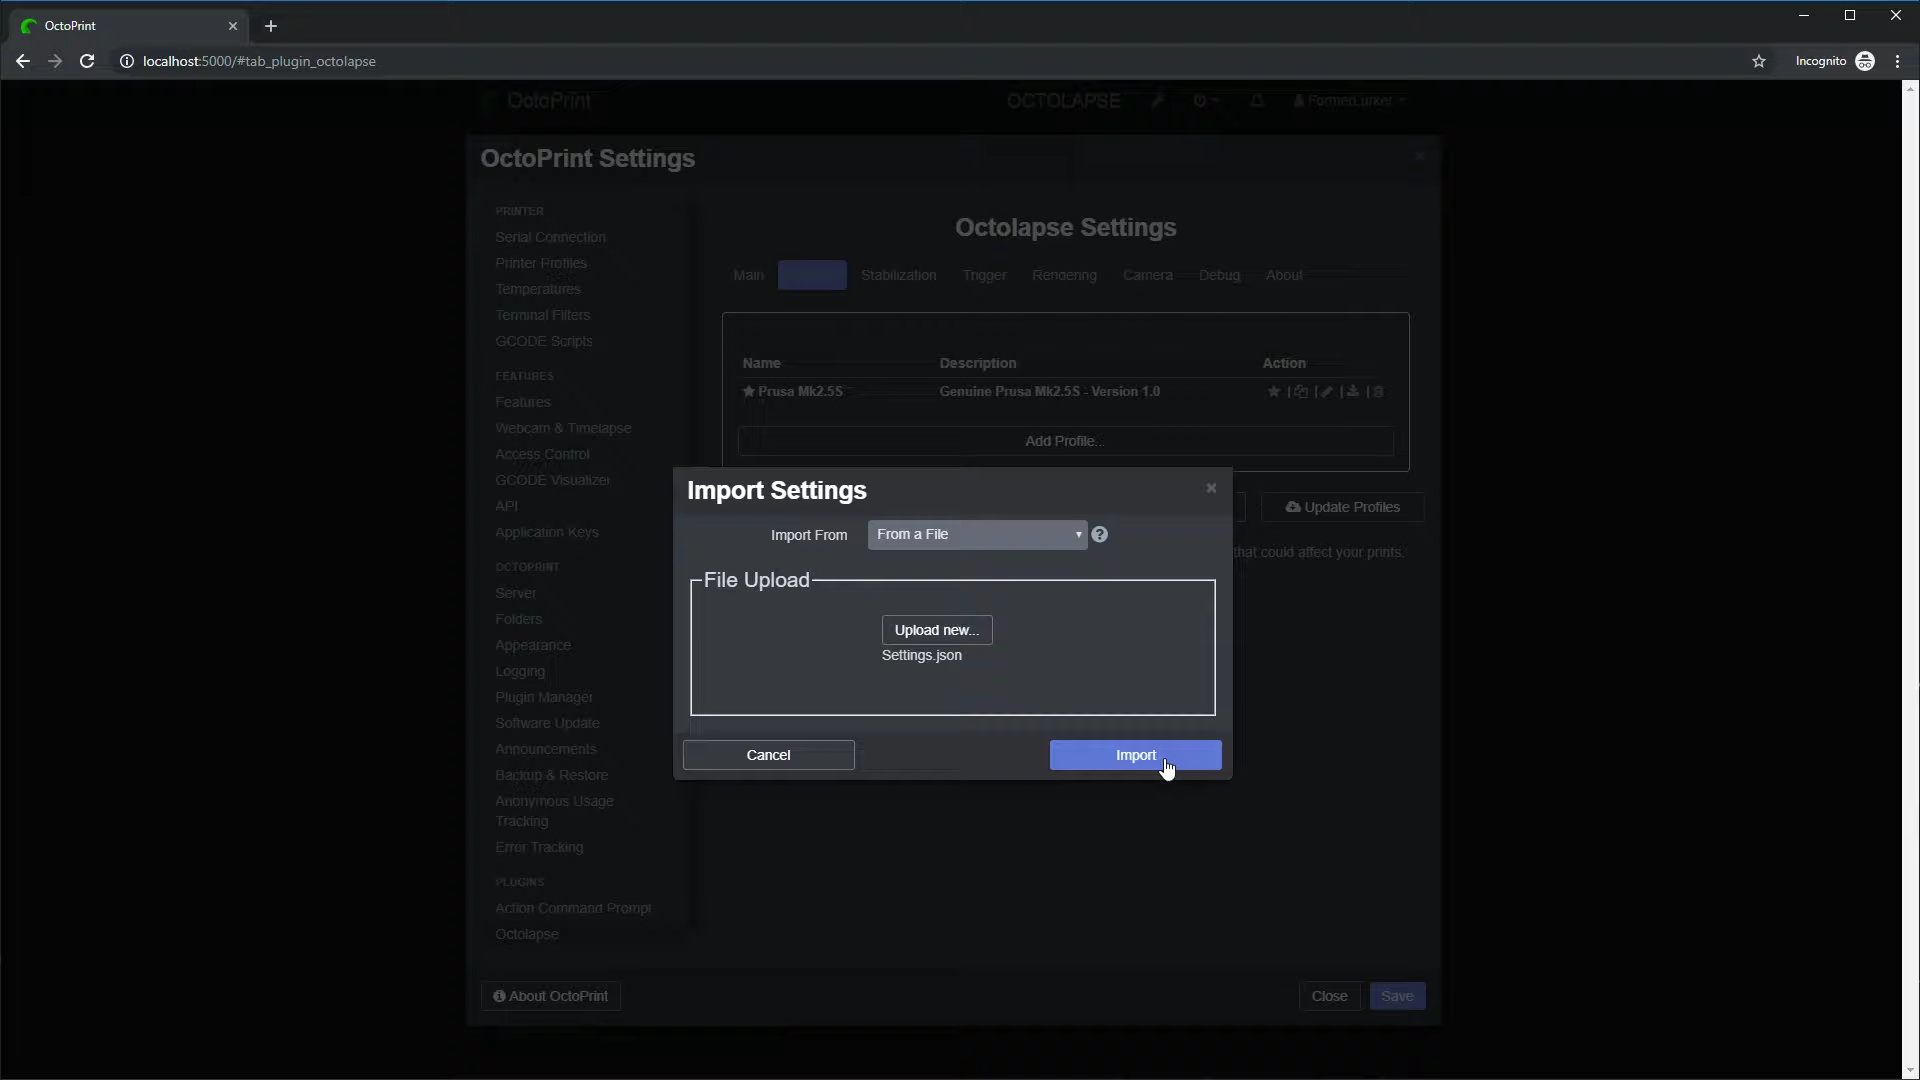 OctoPrint
localhost:5000/#tab_plugin_octolapse
Incognito
OctoPrint
OCTOLAPSE
FormerLurker
OctoPrint Settings
PRINTER
Serial Connection
Printer Profiles
Temperatures
Terminal Filters
GCODE Scripts
FEATURES
Features
Webcam & Timelapse
Access Control
GCODE Visualizer
API
Application Keys
OCTOPRINT
Server
Folders
Appearance
Logging
Plugin Manager
Software Update
Announcements
Backup & Restore
Anonymous Usage
Tracking
Error Tracking
PLUGINS
Action Command Prompt
Octolapse
Octolapse Settings
Main
Stabilization
Trigger
Rendering
Camera
Debug
About
Name
Description
Action
Prusa Mk2.5S
Genuine Prusa Mk2.5S - Version 1.0
Add Profile...
Update Profiles
that could affect your prints.
Import Settings
×
Import From
From a File
File Upload
Upload new...
Settings.json
Cancel
Import
About OctoPrint
Close
Save